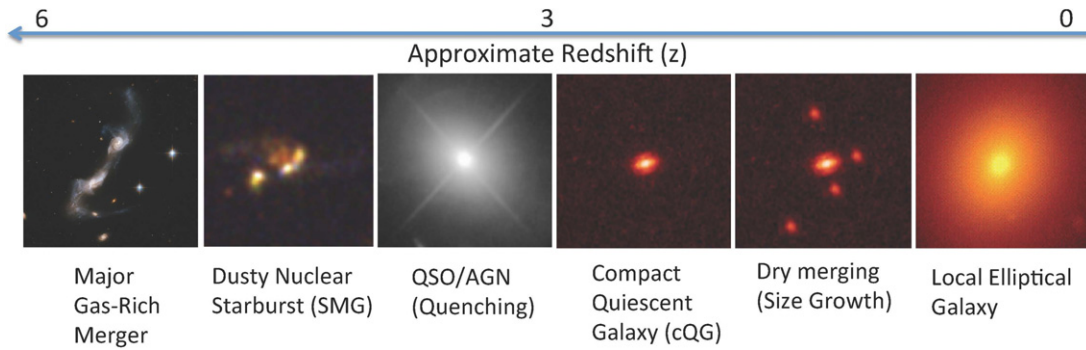 6 3 0
Approximate Redshift (z)
Major
Gas-Rich
Merger
Dusty Nuclear
Starburst (SMG)
QSO/AGN
(Quenching)
Compact
Quiescent
Galaxy (cQG)
Dry merging
(Size Growth)
Local Elliptical
Galaxy